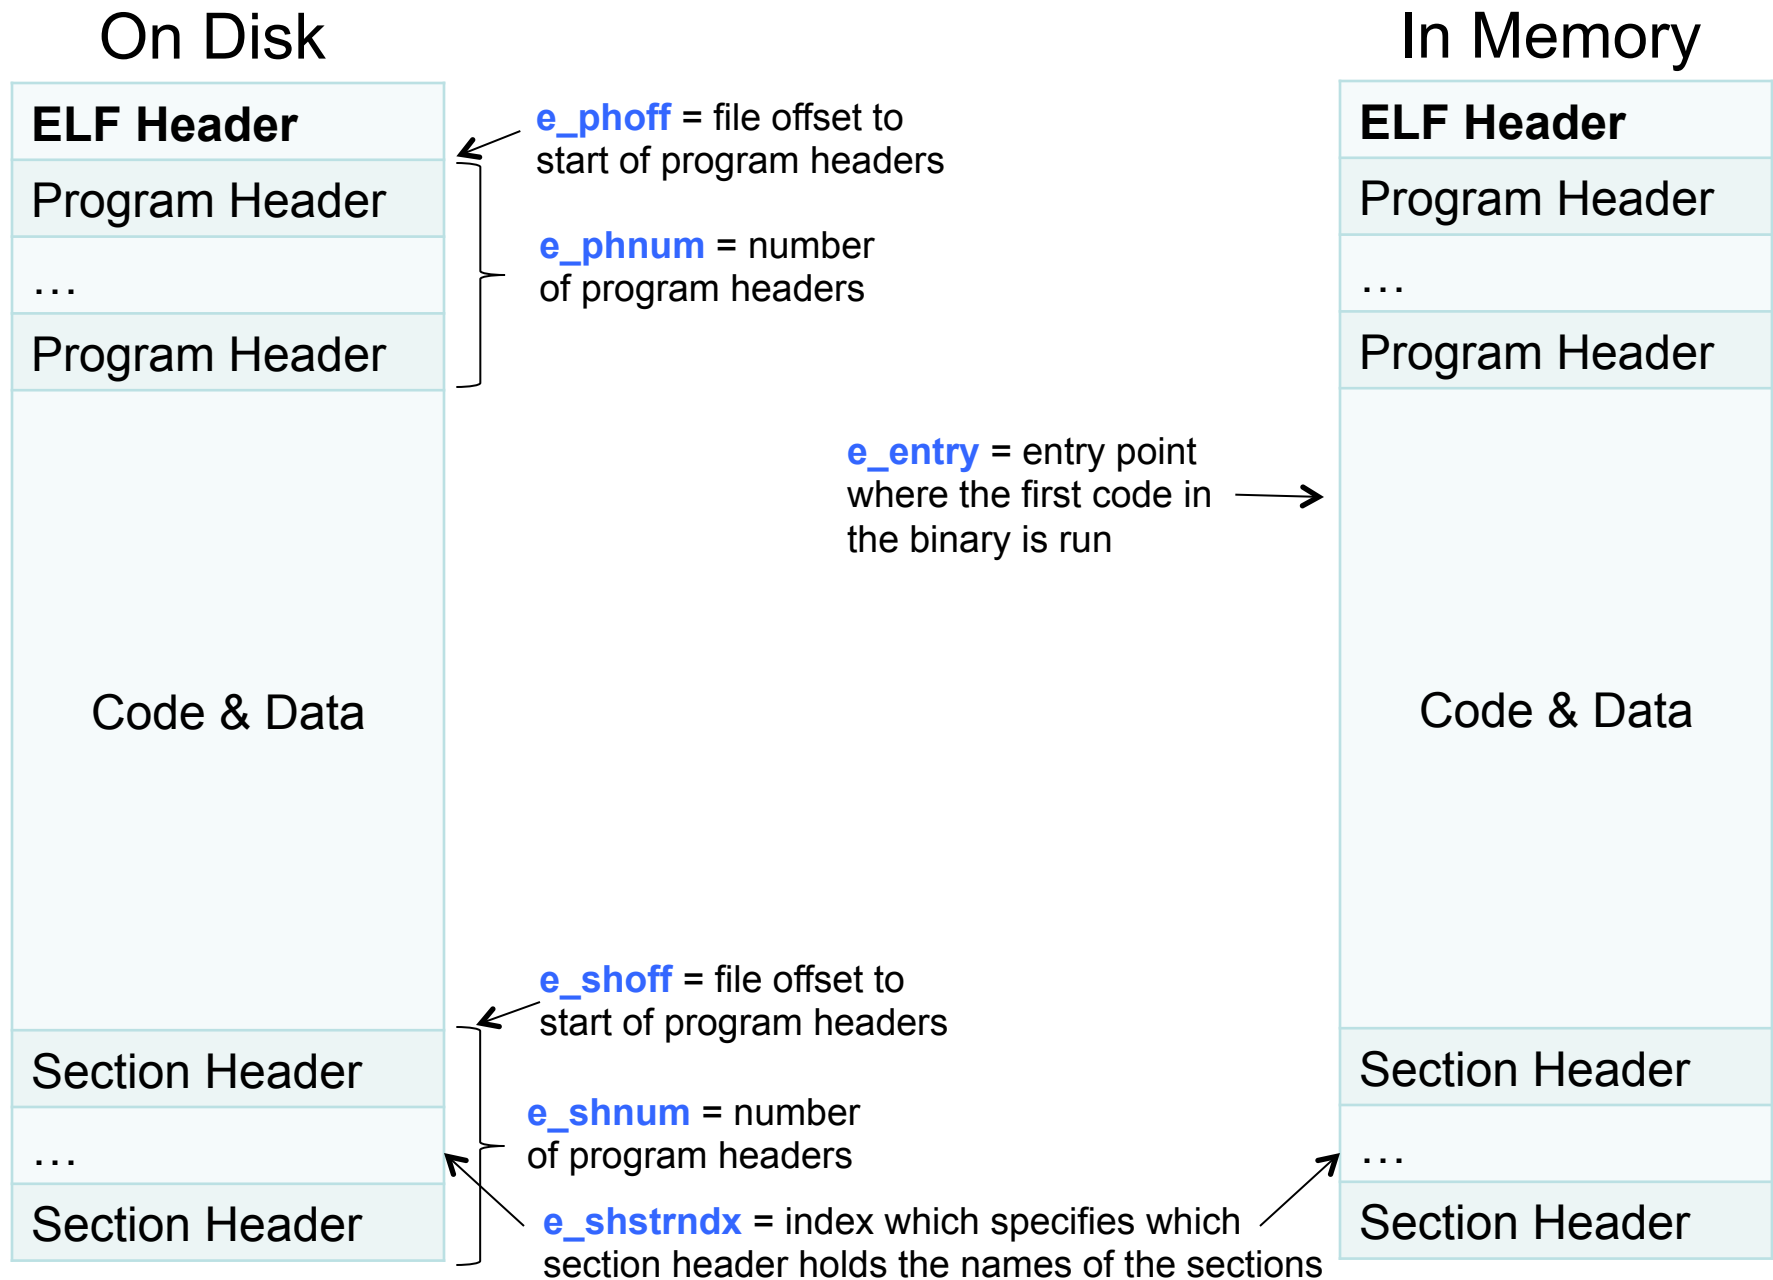 On Disk
In Memory
ELF Header
Program Header
…
Program Header
Code & Data
Section Header
…
Section Header
e_phoff = file offset to
start of program headers
e_phnum = number
of program headers
e_entry = entry point
where the first code in
the binary is run
e_shoff = file offset to
start of program headers
e_shnum = number
of program headers
e_shstrndx = index which specifies which
section header holds the names of the sections
ELF Header
Program Header
…
Program Header
Code & Data
Section Header
…
Section Header